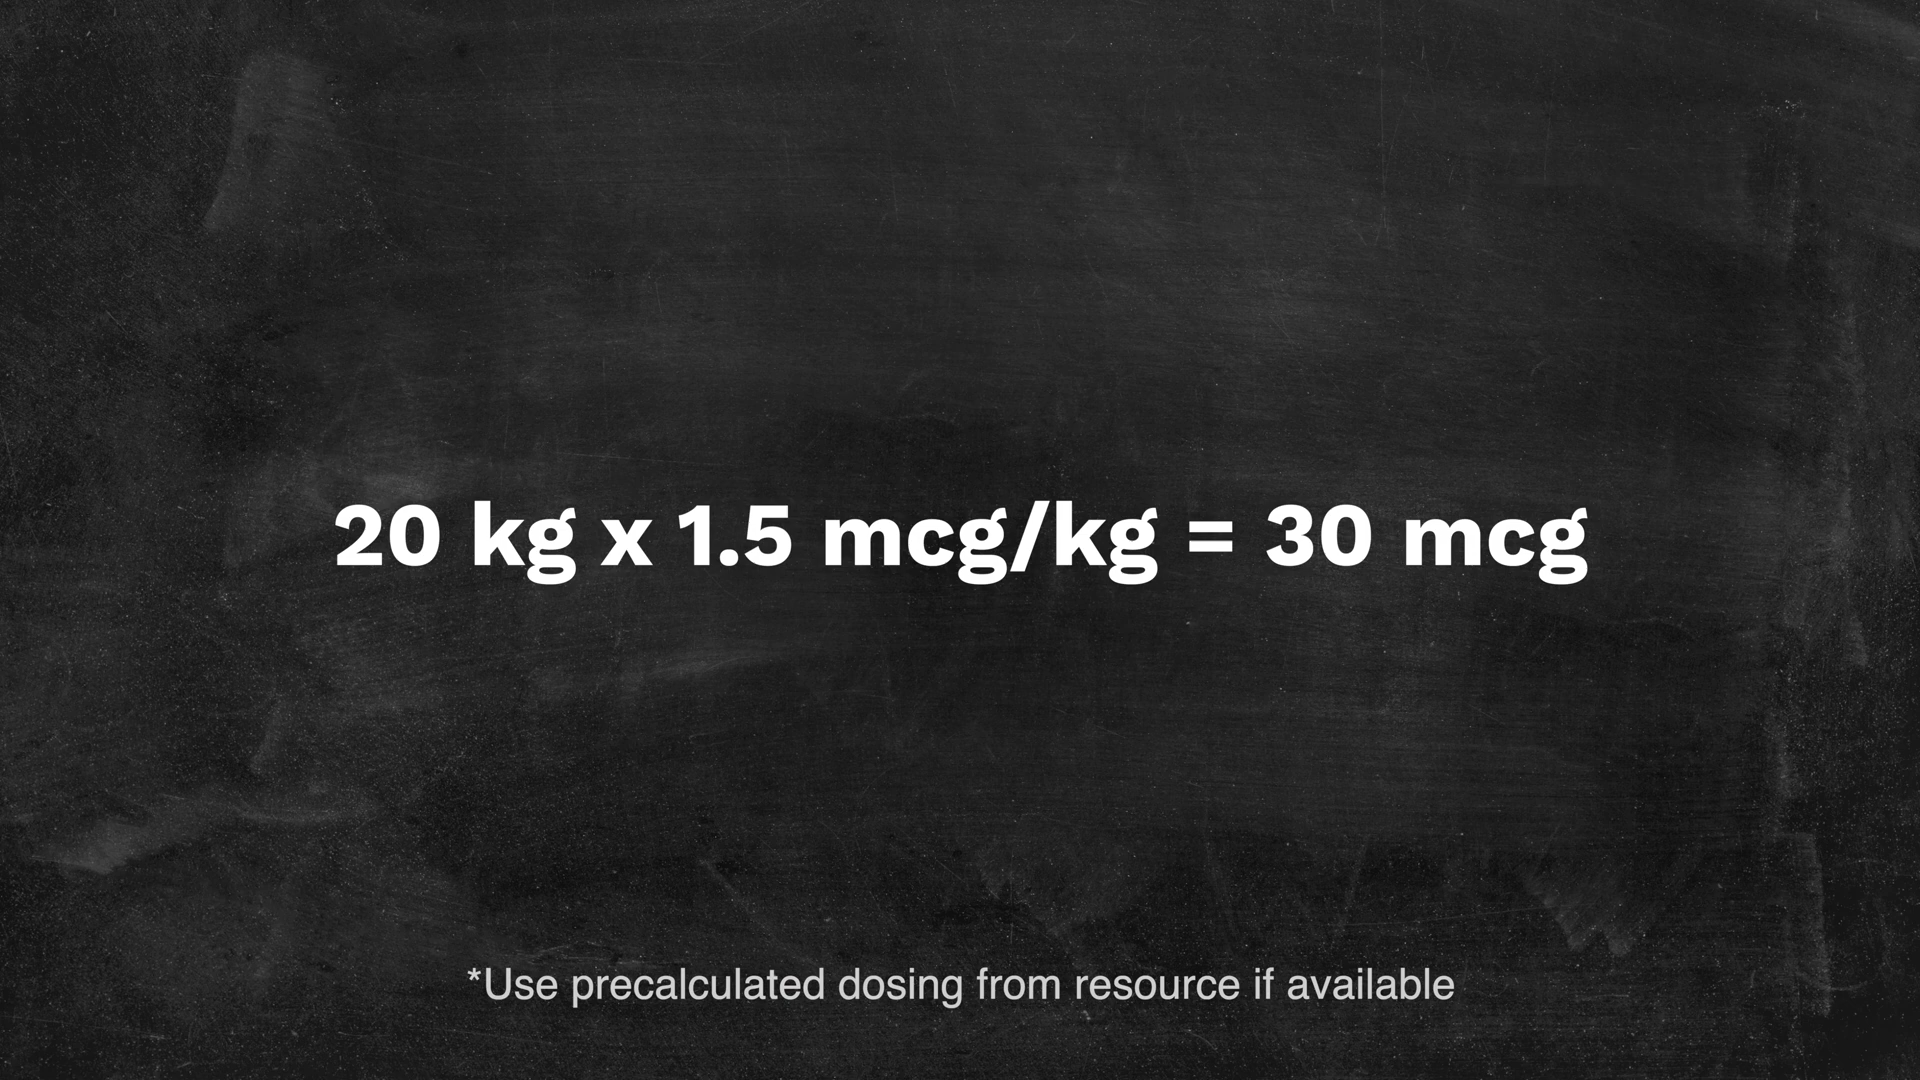 20 kg x 1.5 mcg/kg = 30 mcg
*Use precalculated dosing from resource if available